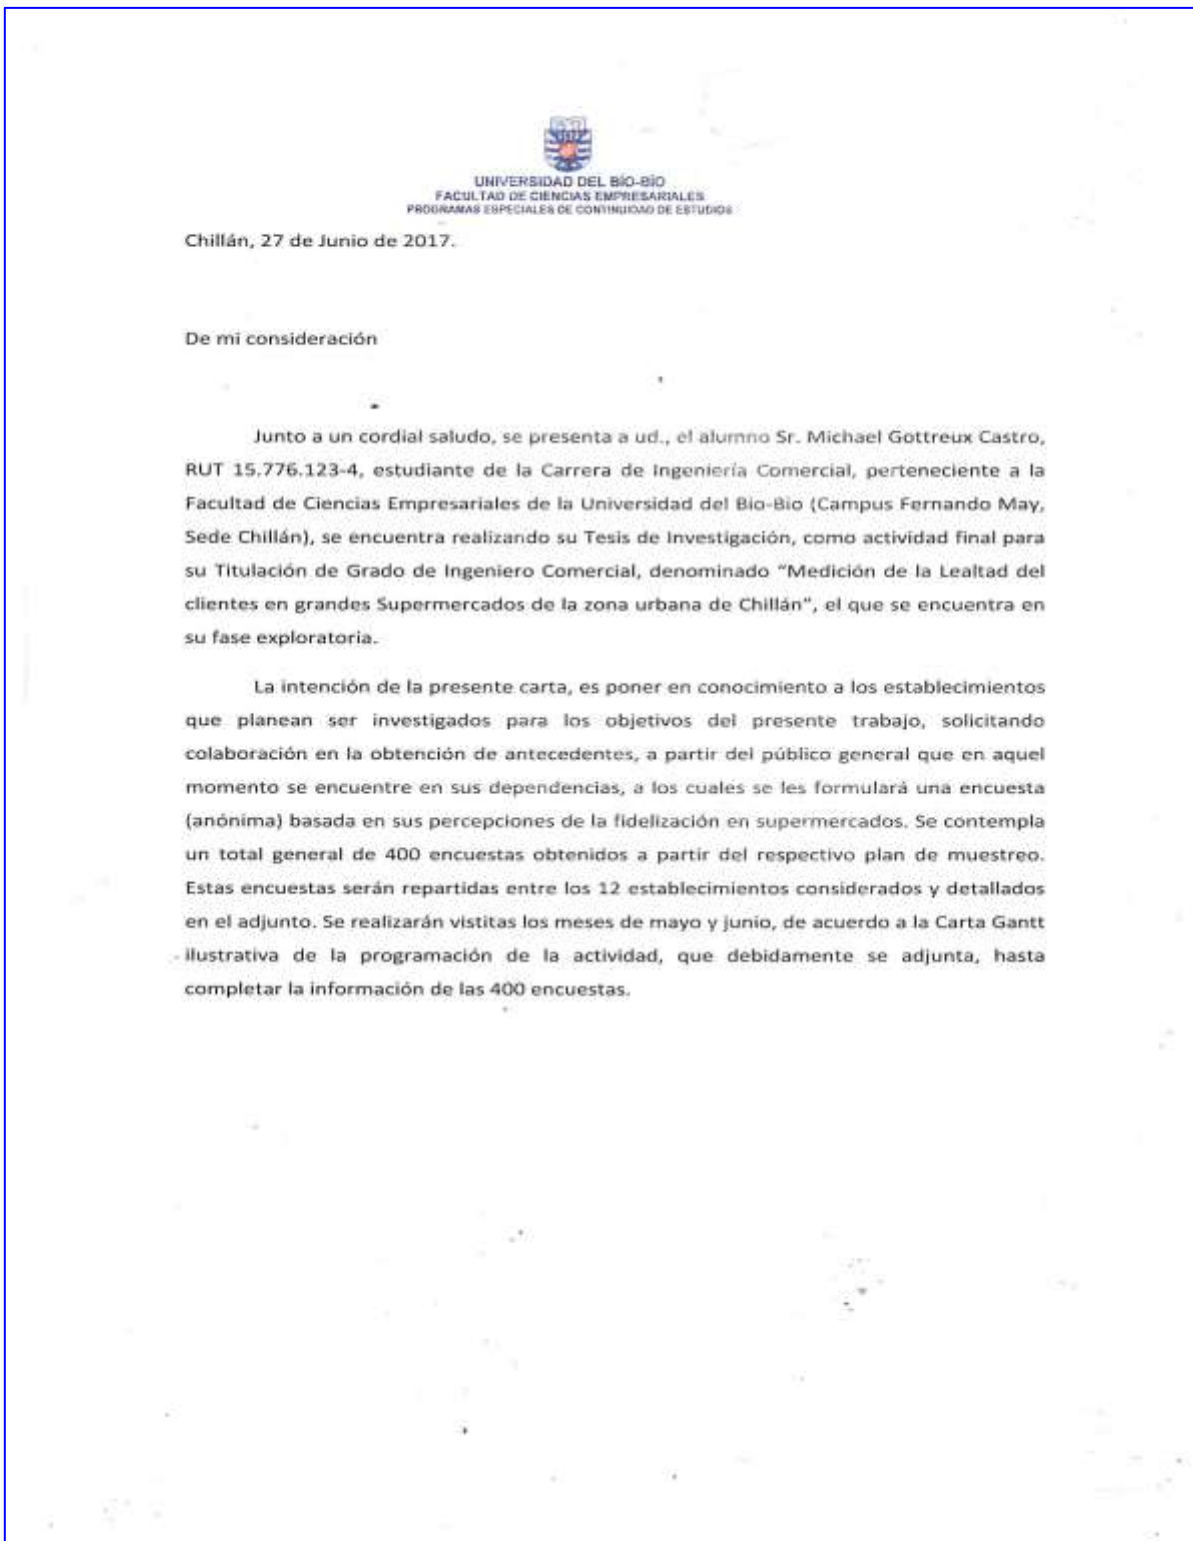 UNIVERSIDAD DEL BÍO-BÍO
FACULTAD DE CIENCIAS EMPRESARIALES
PROGRAMAS ESPECIALES DE CONTINUIDAD DE ESTUDIOS
Chillán, 27 de Junio de 2017.
De mi consideración
Junto a un cordial saludo, se presenta a ud., el alumno Sr. Michael Gottreux Castro,
RUT 15.776.123-4, estudiante de la Carrera de Ingeniería Comercial, perteneciente a la
Facultad de Ciencias Empresariales de la Universidad del Bio-Bio (Campus Fernando May,
Sede Chillán), se encuentra realizando su Tesis de Investigación, como actividad final para
su Titulación de Grado de Ingeniero Comercial, denominado “Medición de la Lealtad del
clientes en grandes Supermercados de la zona urbana de Chillán”, el que se encuentra en
su fase exploratoria.
La intención de la presente carta, es poner en conocimiento a los establecimientos
que planean ser investigados para los objetivos del presente trabajo, solicitando
colaboración en la obtención de antecedentes, a partir del público general que en aquel
momento se encuentre en sus dependencias, a los cuales se les formulará una encuesta
(anónima) basada en sus percepciones de la fidelización en supermercados. Se contempla
un total general de 400 encuestas obtenidos a partir del respectivo plan de muestreo.
Estas encuestas serán repartidas entre los 12 establecimientos considerados y detallados
en el adjunto. Se realizarán vistitas los meses de mayo y junio, de acuerdo a la Carta Gantt
ilustrativa de la programación de la actividad, que debidamente se adjunta, hasta
completar la información de las 400 encuestas.